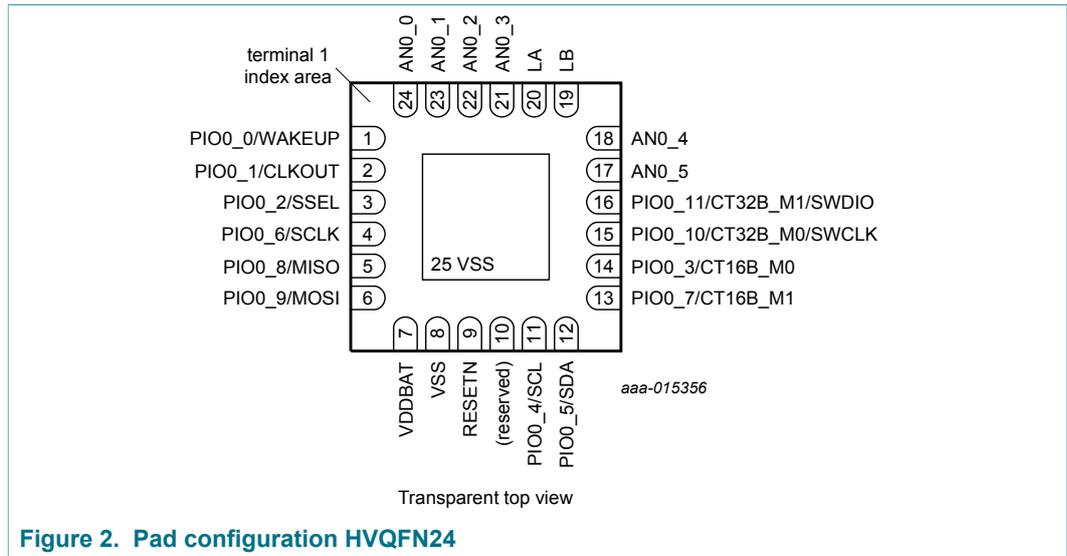 AN0_0
AN0_1
AN0_2
AN0_3
LA
LB
terminal 1
index area
24
23
22
21
20
19
PIO0_0/WAKEUP 1
PIO0_1/CLKOUT 2
PIO0_2/SSEL 3
PIO0_6/SCLK 4
PIO0_8/MISO 5
PIO0_9/MOSI 6
18 AN0_4
17 AN0_5
16 PIO0_11/CT32B_M1/SWDIO
15 PIO0_10/CT32B_M0/SWCLK
14 PIO0_3/CT16B_M0
13 PIO0_7/CT16B_M1
25 VSS
7
8
9
10
11
12
VDDBAT
VSS
RESETN
(reserved)
PIO0_4/SCL
PIO0_5/SDA
aaa-015356
Transparent top view
Figure 2. Pad configuration HVQFN24